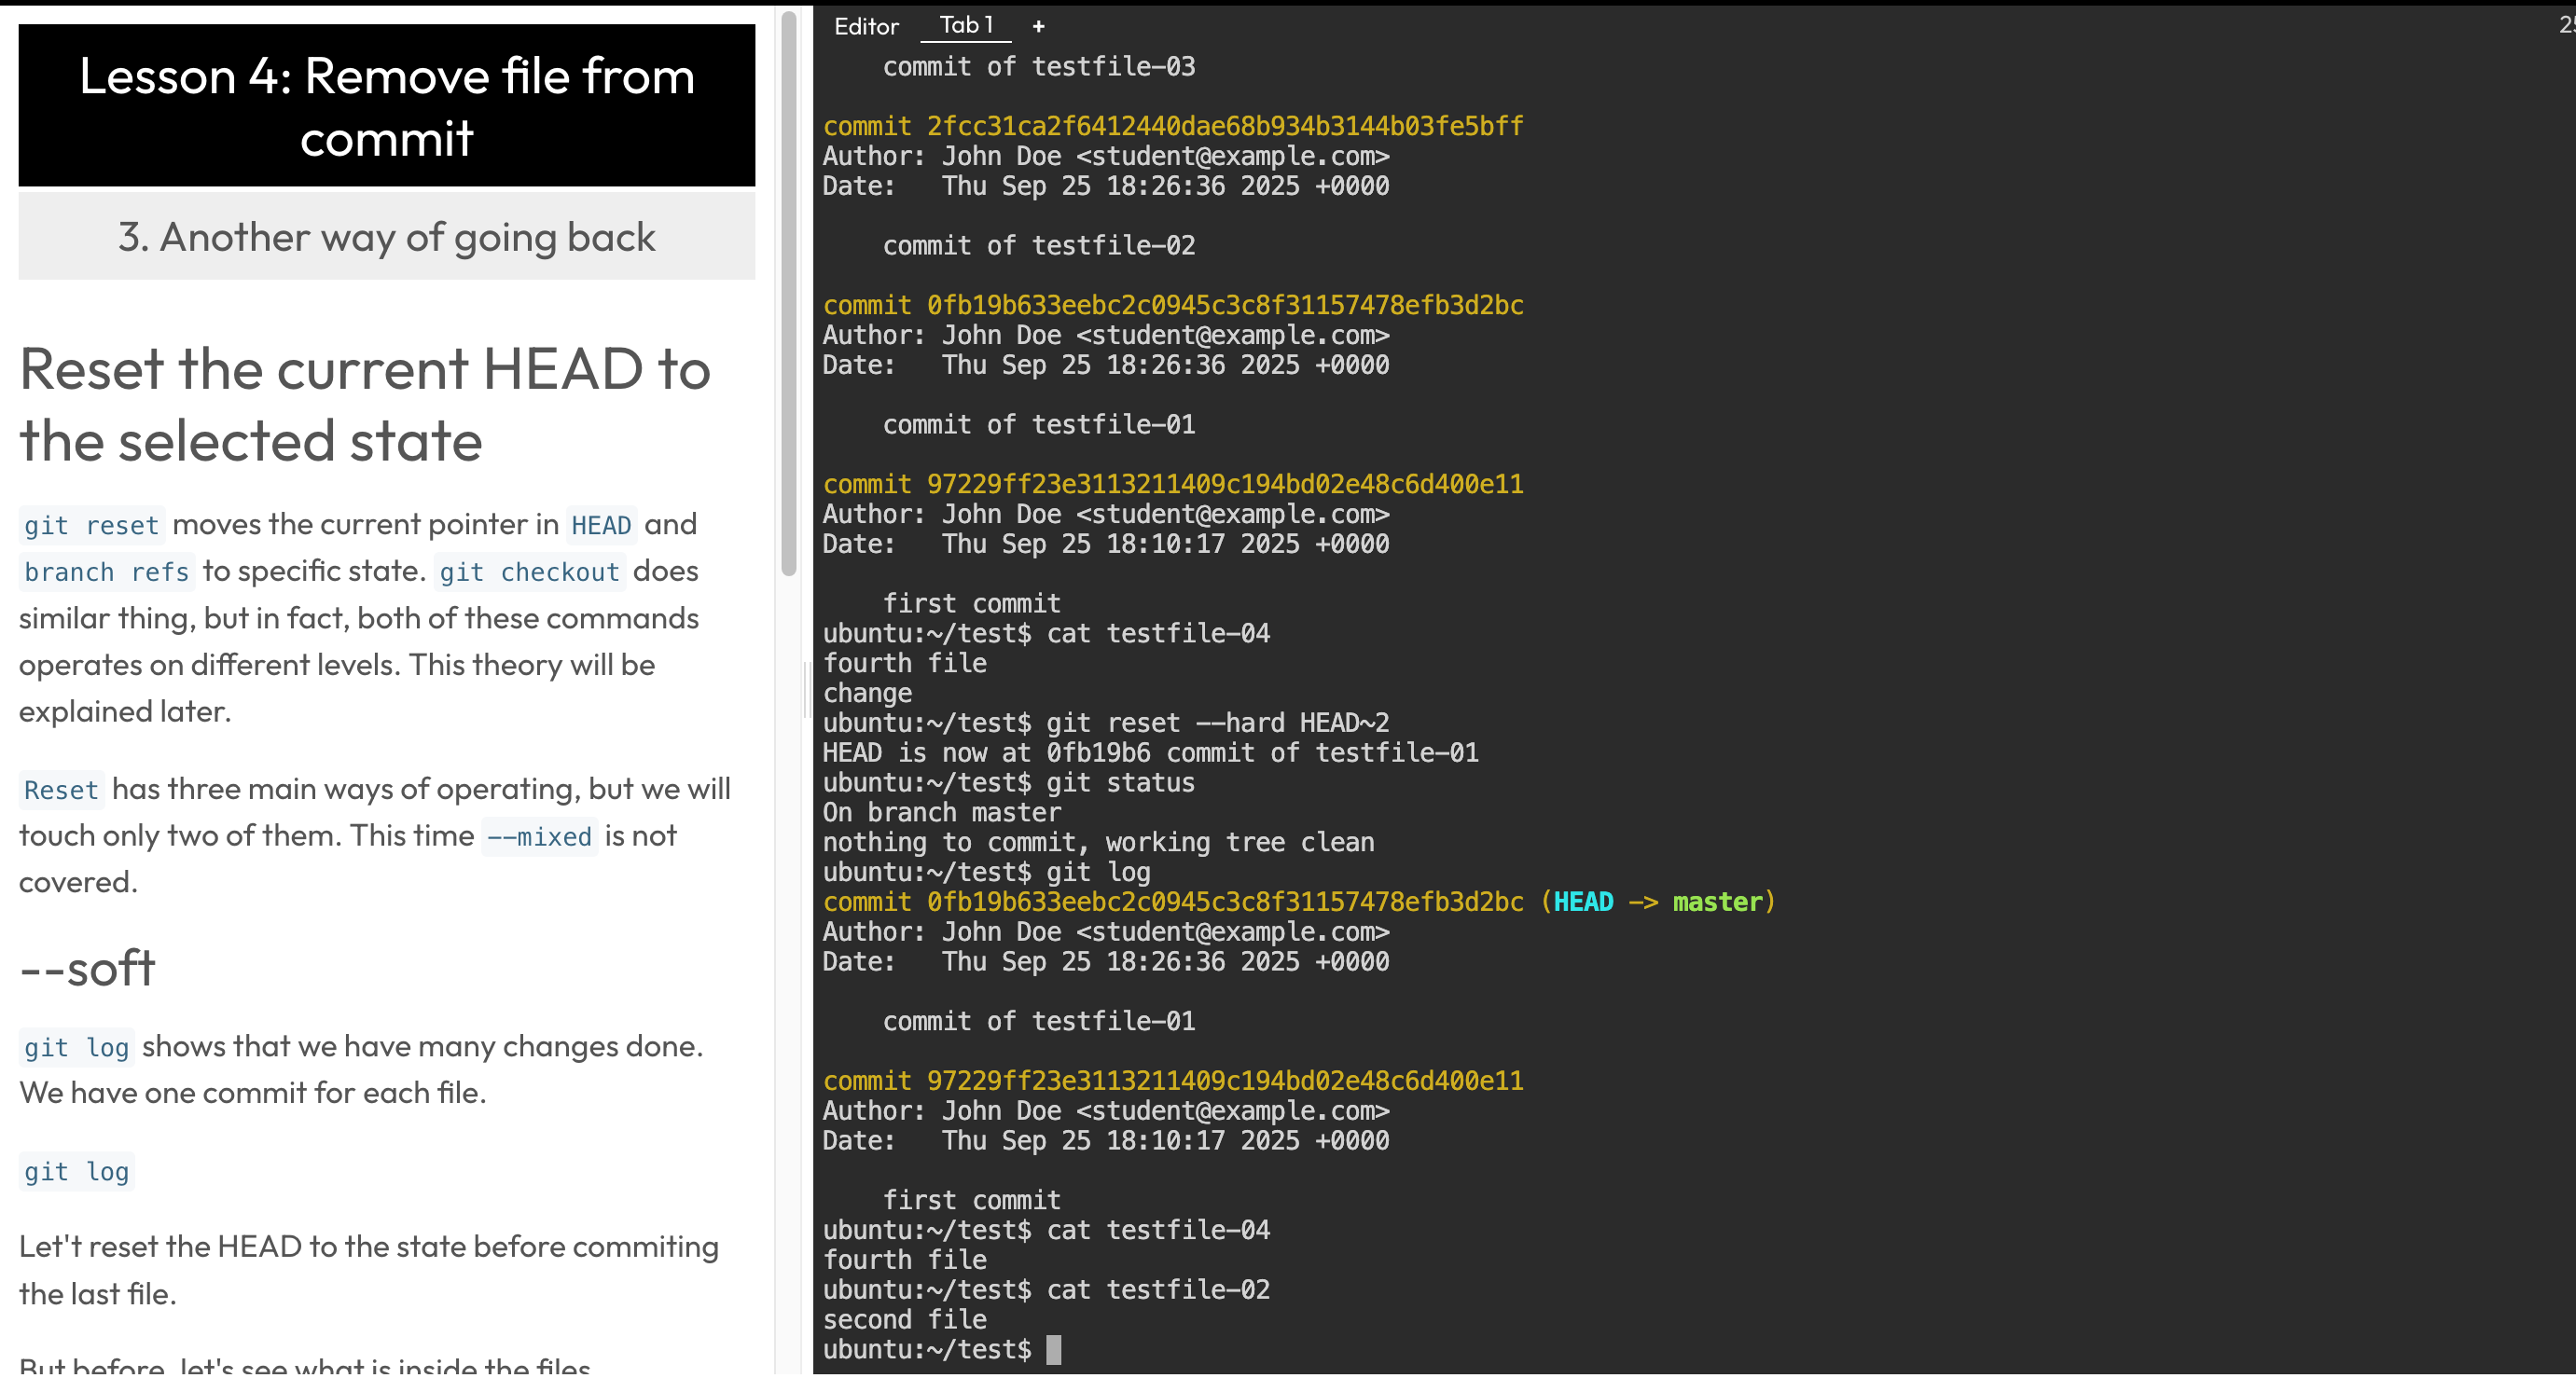 Lesson 4: Remove file from
commit
3. Another way of going back
Reset the current HEAD to
the selected state
git reset moves the current pointer in HEAD and
branch refs to specific state. git checkout does
similar thing, but in fact, both of these commands
operates on different levels. This theory will be
explained later.
Reset has three main ways of operating, but we will
touch only two of them. This time --mixed is not
covered.
--soft
git log shows that we have many changes done.
We have one commit for each file.
git log
Let't reset the HEAD to the state before commiting
the last file.
But before, let's see what is inside the files
Editor Tab 1 +
commit of testfile-03
commit 2fcc31ca2f6412440dae68b934b3144b03fe5bff
Author: John Doe <student@example.com>
Date:   Thu Sep 25 18:26:36 2025 +0000
commit of testfile-02
commit 0fb19b633eebc2c0945c3c8f31157478efb3d2bc
Author: John Doe <student@example.com>
Date:   Thu Sep 25 18:26:36 2025 +0000
commit of testfile-01
commit 97229ff23e3113211409c194bd02e48c6d400e11
Author: John Doe <student@example.com>
Date:   Thu Sep 25 18:10:17 2025 +0000
first commit
ubuntu:~/test$ cat testfile-04
fourth file
change
ubuntu:~/test$ git reset --hard HEAD~2
HEAD is now at 0fb19b6 commit of testfile-01
ubuntu:~/test$ git status
On branch master
nothing to commit, working tree clean
ubuntu:~/test$ git log
commit 0fb19b633eebc2c0945c3c8f31157478efb3d2bc (HEAD -> master)
Author: John Doe <student@example.com>
Date:   Thu Sep 25 18:26:36 2025 +0000
commit of testfile-01
commit 97229ff23e3113211409c194bd02e48c6d400e11
Author: John Doe <student@example.com>
Date:   Thu Sep 25 18:10:17 2025 +0000
first commit
ubuntu:~/test$ cat testfile-04
fourth file
ubuntu:~/test$ cat testfile-02
second file
ubuntu:~/test$